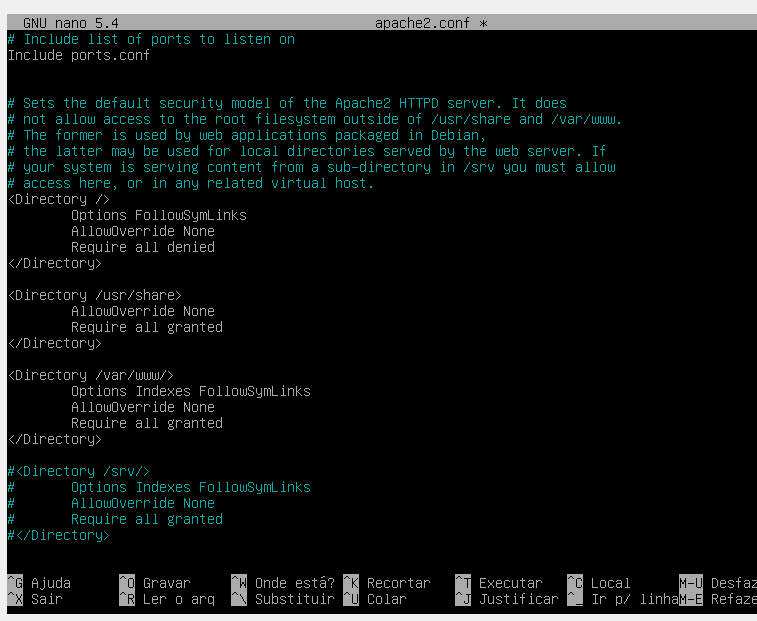 GNU nano 5.4 apache2.conf *
# Include list of ports to listen on
Include ports.conf
# Sets the default security model of the Apache2 HTTPD server. It does
# not allow access to the root filesystem outside of /usr/share and /var/www.
# The former is used by web applications packaged in Debian,
# the latter may be used for local directories served by the web server. If
# your system is serving content from a sub-directory in /srv you must allow
# access here, or in any related virtual host.
<Directory />
        Options FollowSymLinks
        AllowOverride None
        Require all denied
</Directory>
<Directory /usr/share>
        AllowOverride None
        Require all granted
</Directory>
<Directory /var/www/>
        Options Indexes FollowSymLinks
        AllowOverride None
        Require all granted
</Directory>
#<Directory /srv/>
#       Options Indexes FollowSymLinks
#       AllowOverride None
#       Require all granted
#</Directory>
^G Ajuda ^O Gravar ^W Onde está? ^K Recortar ^T Executar ^C Local M-U Desfaz
^X Sair ^R Ler o arq ^\ Substituir ^U Colar ^J Justificar ^_ Ir p/ linha M-E Refaze